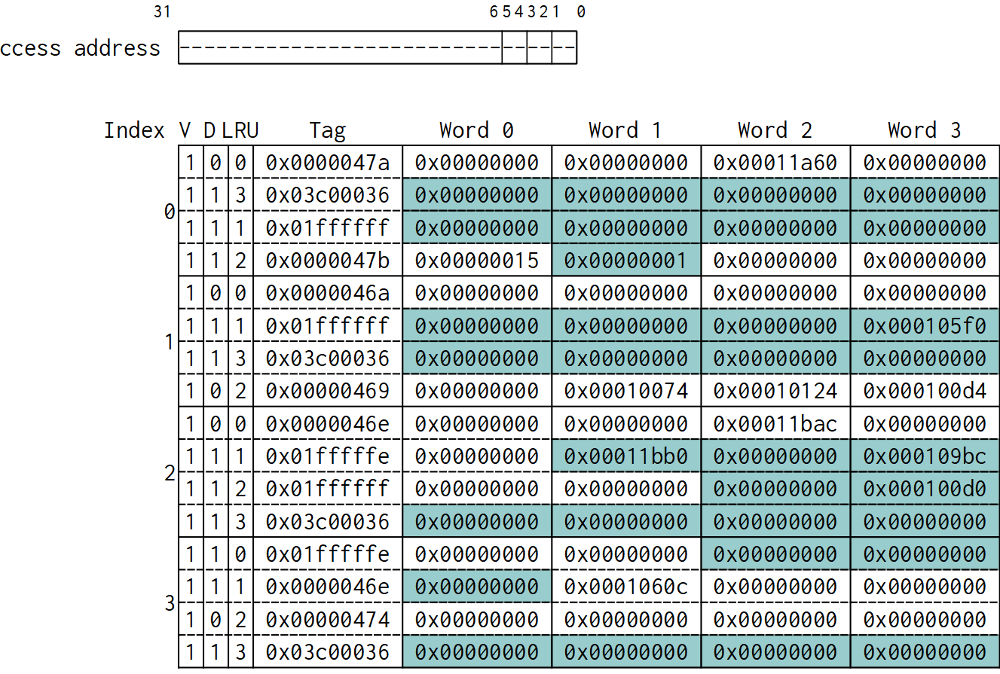 31 6 5 4 3 2 1 0
ccess address --------------------------------
Index V D LRU Tag Word 0 Word 1 Word 2 Word 3
1 0 0 0x0000047a 0x00000000 0x00000000 0x00011a60 0x00000000
1 1 3 0x03c00036 0x00000000 0x00000000 0x00000000 0x00000000
0
1 1 1 0x01ffffff 0x00000000 0x00000000 0x00000000 0x00000000
1 1 2 0x0000047b 0x00000015 0x00000001 0x00000000 0x00000000
1 0 0 0x0000046a 0x00000000 0x00000000 0x00000000 0x00000000
1 1 1 0x01ffffff 0x00000000 0x00000000 0x00000000 0x000105f0
1
1 1 3 0x03c00036 0x00000000 0x00000000 0x00000000 0x00000000
1 0 2 0x00000469 0x00000000 0x00010074 0x00010124 0x000100d4
1 0 0 0x0000046e 0x00000000 0x00000000 0x00011bac 0x00000000
1 1 1 0x01fffffe 0x00000000 0x00011bb0 0x00000000 0x000109bc
2
1 1 2 0x01ffffff 0x00000000 0x00000000 0x00000000 0x000100d0
1 1 3 0x03c00036 0x00000000 0x00000000 0x00000000 0x00000000
1 1 0 0x01fffffe 0x00000000 0x00000000 0x00000000 0x00000000
1 1 1 0x0000046e 0x00000000 0x0001060c 0x00000000 0x00000000
3
1 0 2 0x00000474 0x00000000 0x00000000 0x00000000 0x00000000
1 1 3 0x03c00036 0x00000000 0x00000000 0x00000000 0x00000000